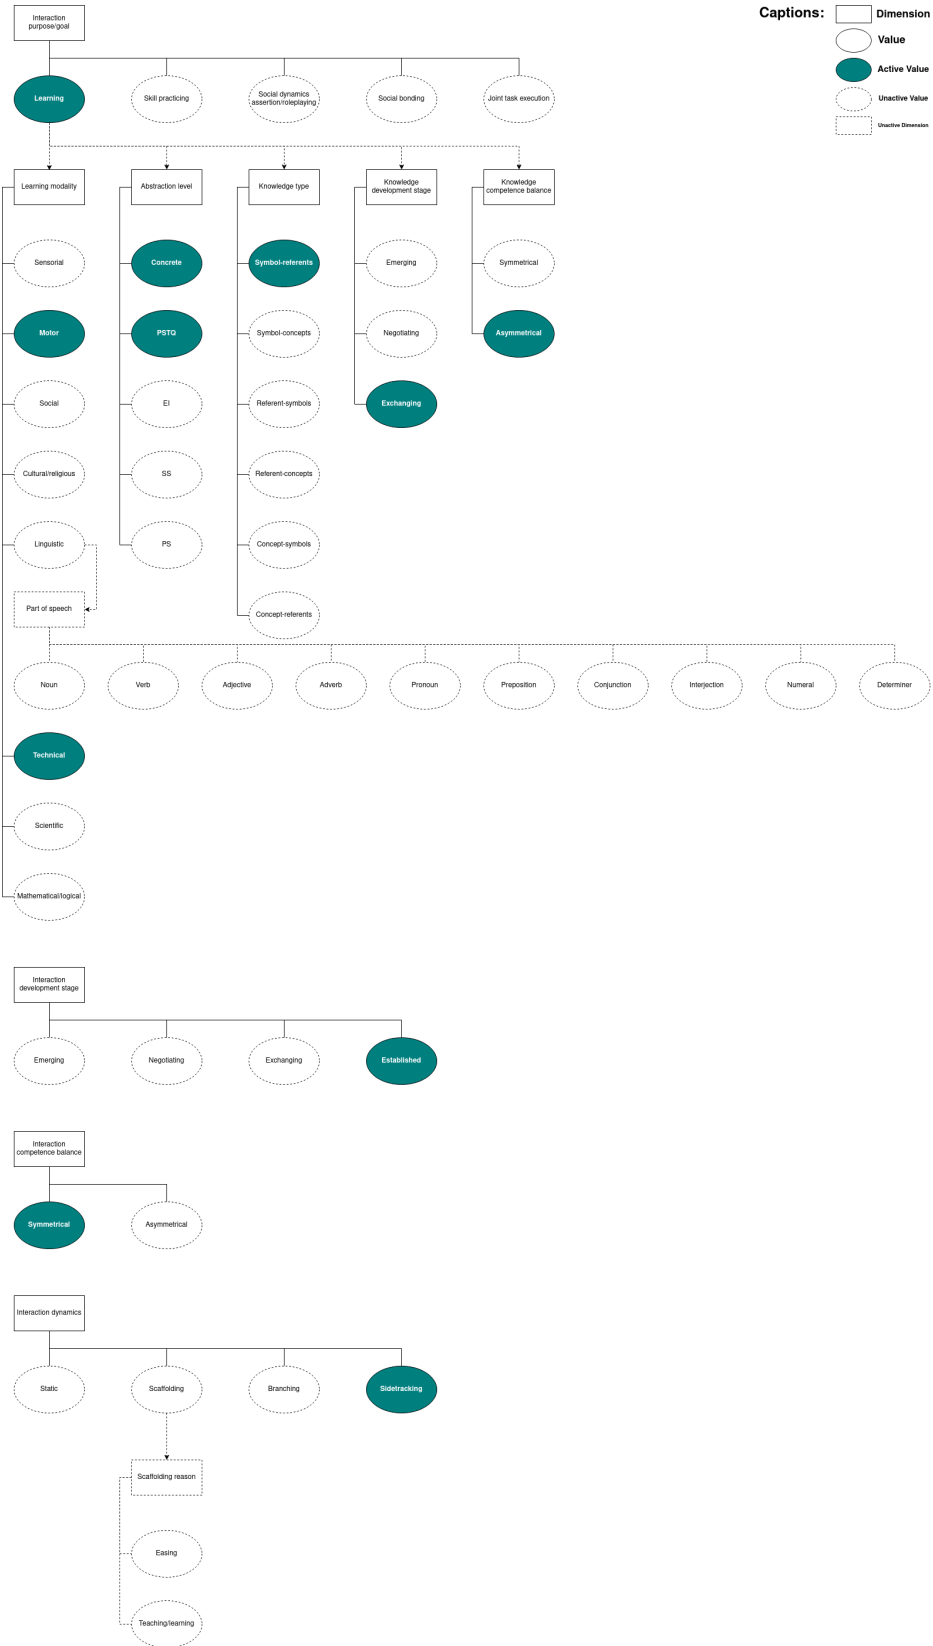 Interaction
purpose/goal
Captions:
Dimension
Value
Active Value
Unactive Value
Unactive Dimension
Learning
Skill practicing
Social dynamics
assertion/roleplaying
Social bonding
Joint task execution
Learning modality
Abstraction level
Knowledge type
Knowledge
development stage
Knowledge
competence balance
Sensorial
Concrete
Symbol-referents
Emerging
Symmetrical
Motor
PSTQ
Symbol-concepts
Negotiating
Asymmetrical
Social
EI
Referent-symbols
Exchanging
Cultural/religious
SS
Referent-concepts
Linguistic
PS
Concept-symbols
Part of speech
Concept-referents
Noun
Verb
Adjective
Adverb
Pronoun
Preposition
Conjunction
Interjection
Numeral
Determiner
Technical
Scientific
Mathematical/logical
Interaction
development stage
Emerging
Negotiating
Exchanging
Established
Interaction
competence balance
Symmetrical
Asymmetrical
Interaction dynamics
Static
Scaffolding
Branching
Sidetracking
Scaffolding reason
Easing
Teaching/learning